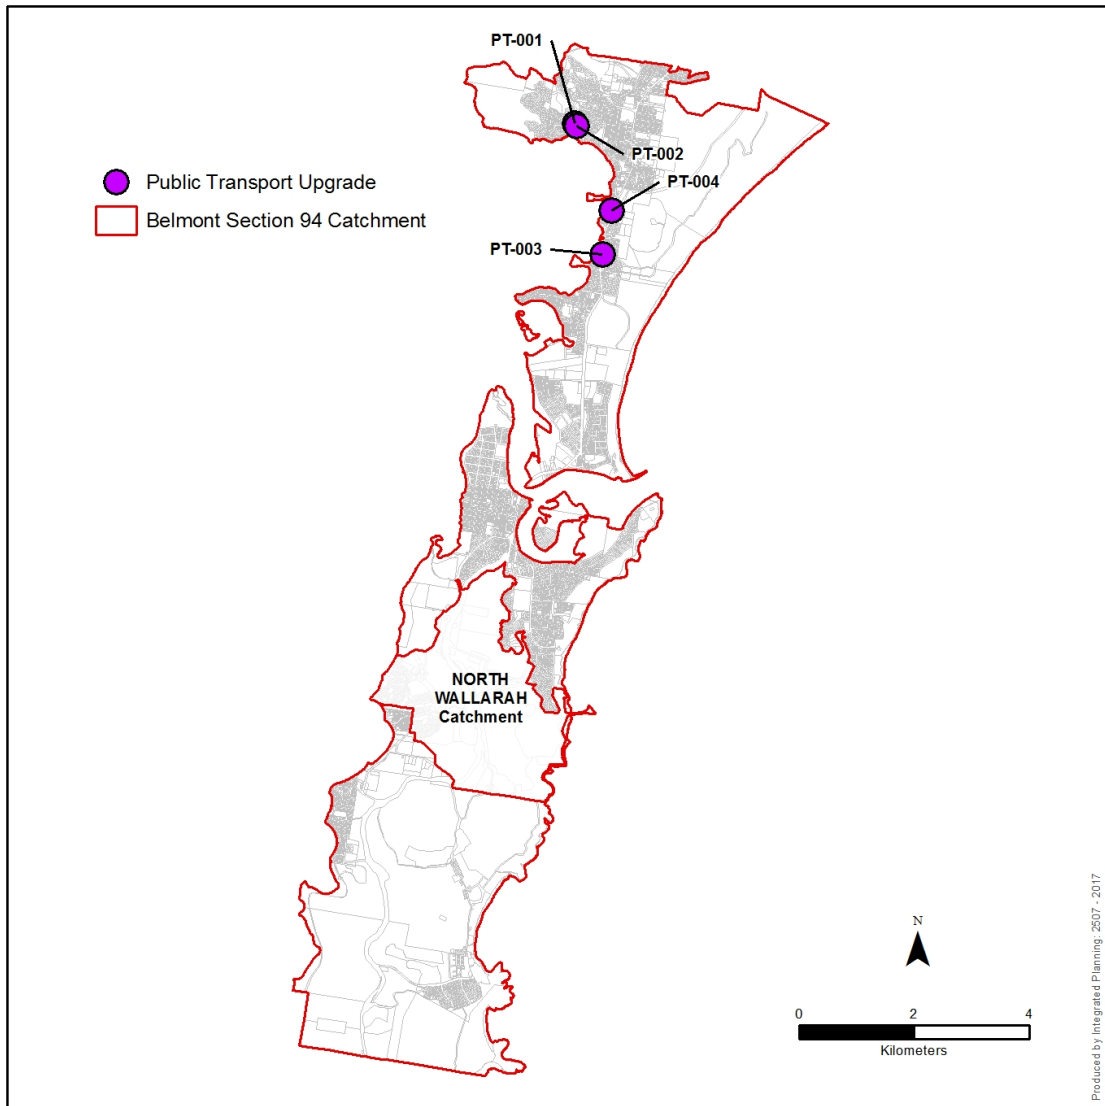 PT-001
PT-002
PT-004
PT-003
Public Transport Upgrade
Belmont Section 94 Catchment
NORTH
WALLARAH
Catchment
N
0 2 4
Kilometers
Produced by Integrated Planning: 2507 - 2017